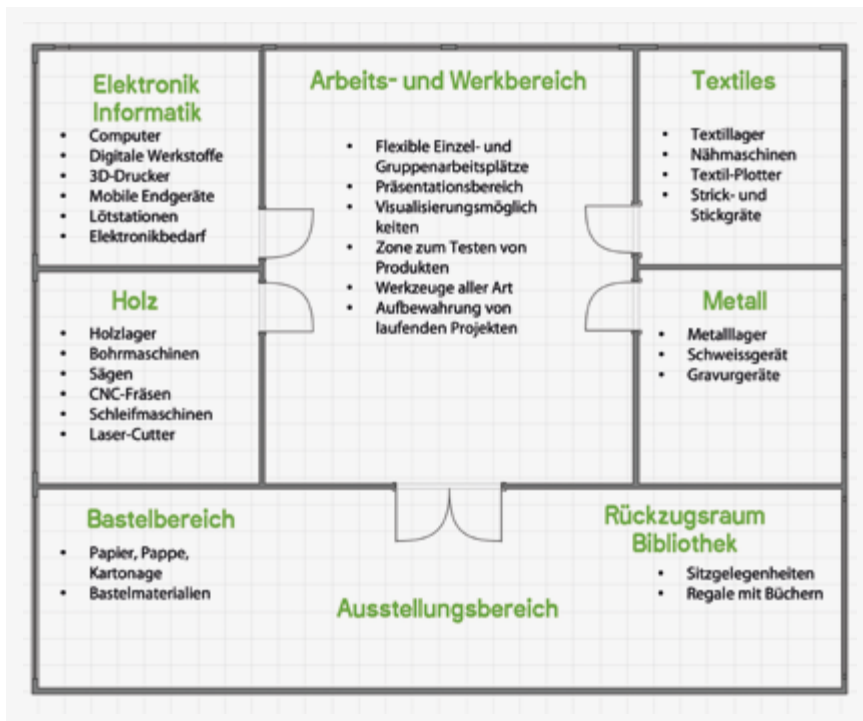 Elektronik
Informatik
• Computer
• Digitale Werkstoffe
• 3D-Drucker
• Mobile Endgeräte
• Lötstationen
• Elektronikbedarf
Arbeits- und Werkbereich
• Flexible Einzel- und
Gruppenarbeitsplätze
• Präsentationsbereich
• Visualisierungsmöglich
keiten
• Zone zum Testen von
Produkten
• Werkzeuge aller Art
• Aufbewahrung von
laufenden Projekten
Textiles
• Textillager
• Nähmaschinen
• Textil-Plotter
• Strick- und
Stickgräte
Holz
• Holzlager
• Bohrmaschinen
• Sägen
• CNC-Fräsen
• Schleifmaschinen
• Laser-Cutter
Metall
• Metalllager
• Schweissgerät
• Gravurgeräte
Bastelbereich
• Papier, Pappe,
Kartonage
• Bastelmaterialien
Ausstellungsbereich
Rückzugsraum
Bibliothek
• Sitzgelegenheiten
• Regale mit Büchern